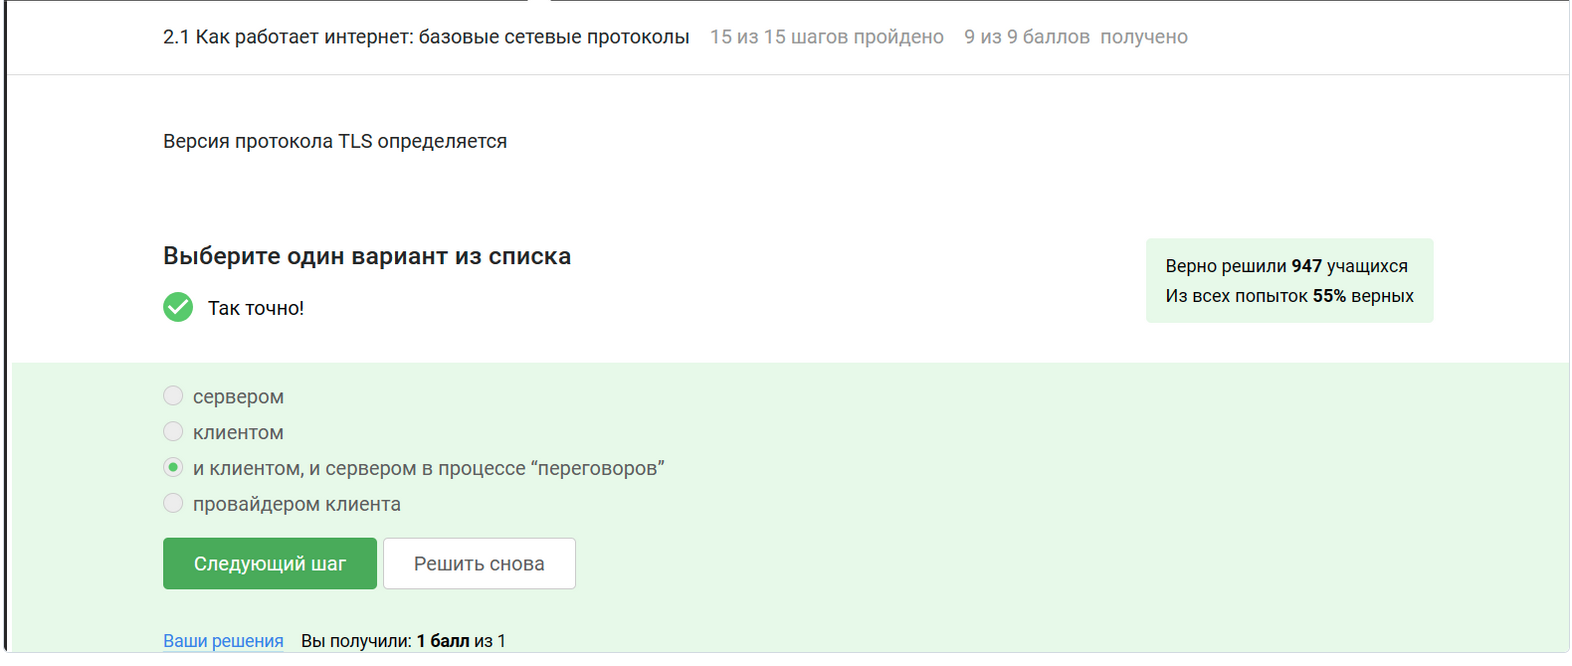 2.1 Как работает интернет: базовые сетевые протоколы 15 из 15 шагов пройдено 9 из 9 баллов получено
Версия протокола TLS определяется
Выберите один вариант из списка
Так точно!
Верно решили 947 учащихся
Из всех попыток 55% верных
сервером
клиентом
и клиентом, и сервером в процессе “переговоров”
провайдером клиента
Следующий шаг Решить снова
Ваши решения Вы получили: 1 балл из 1